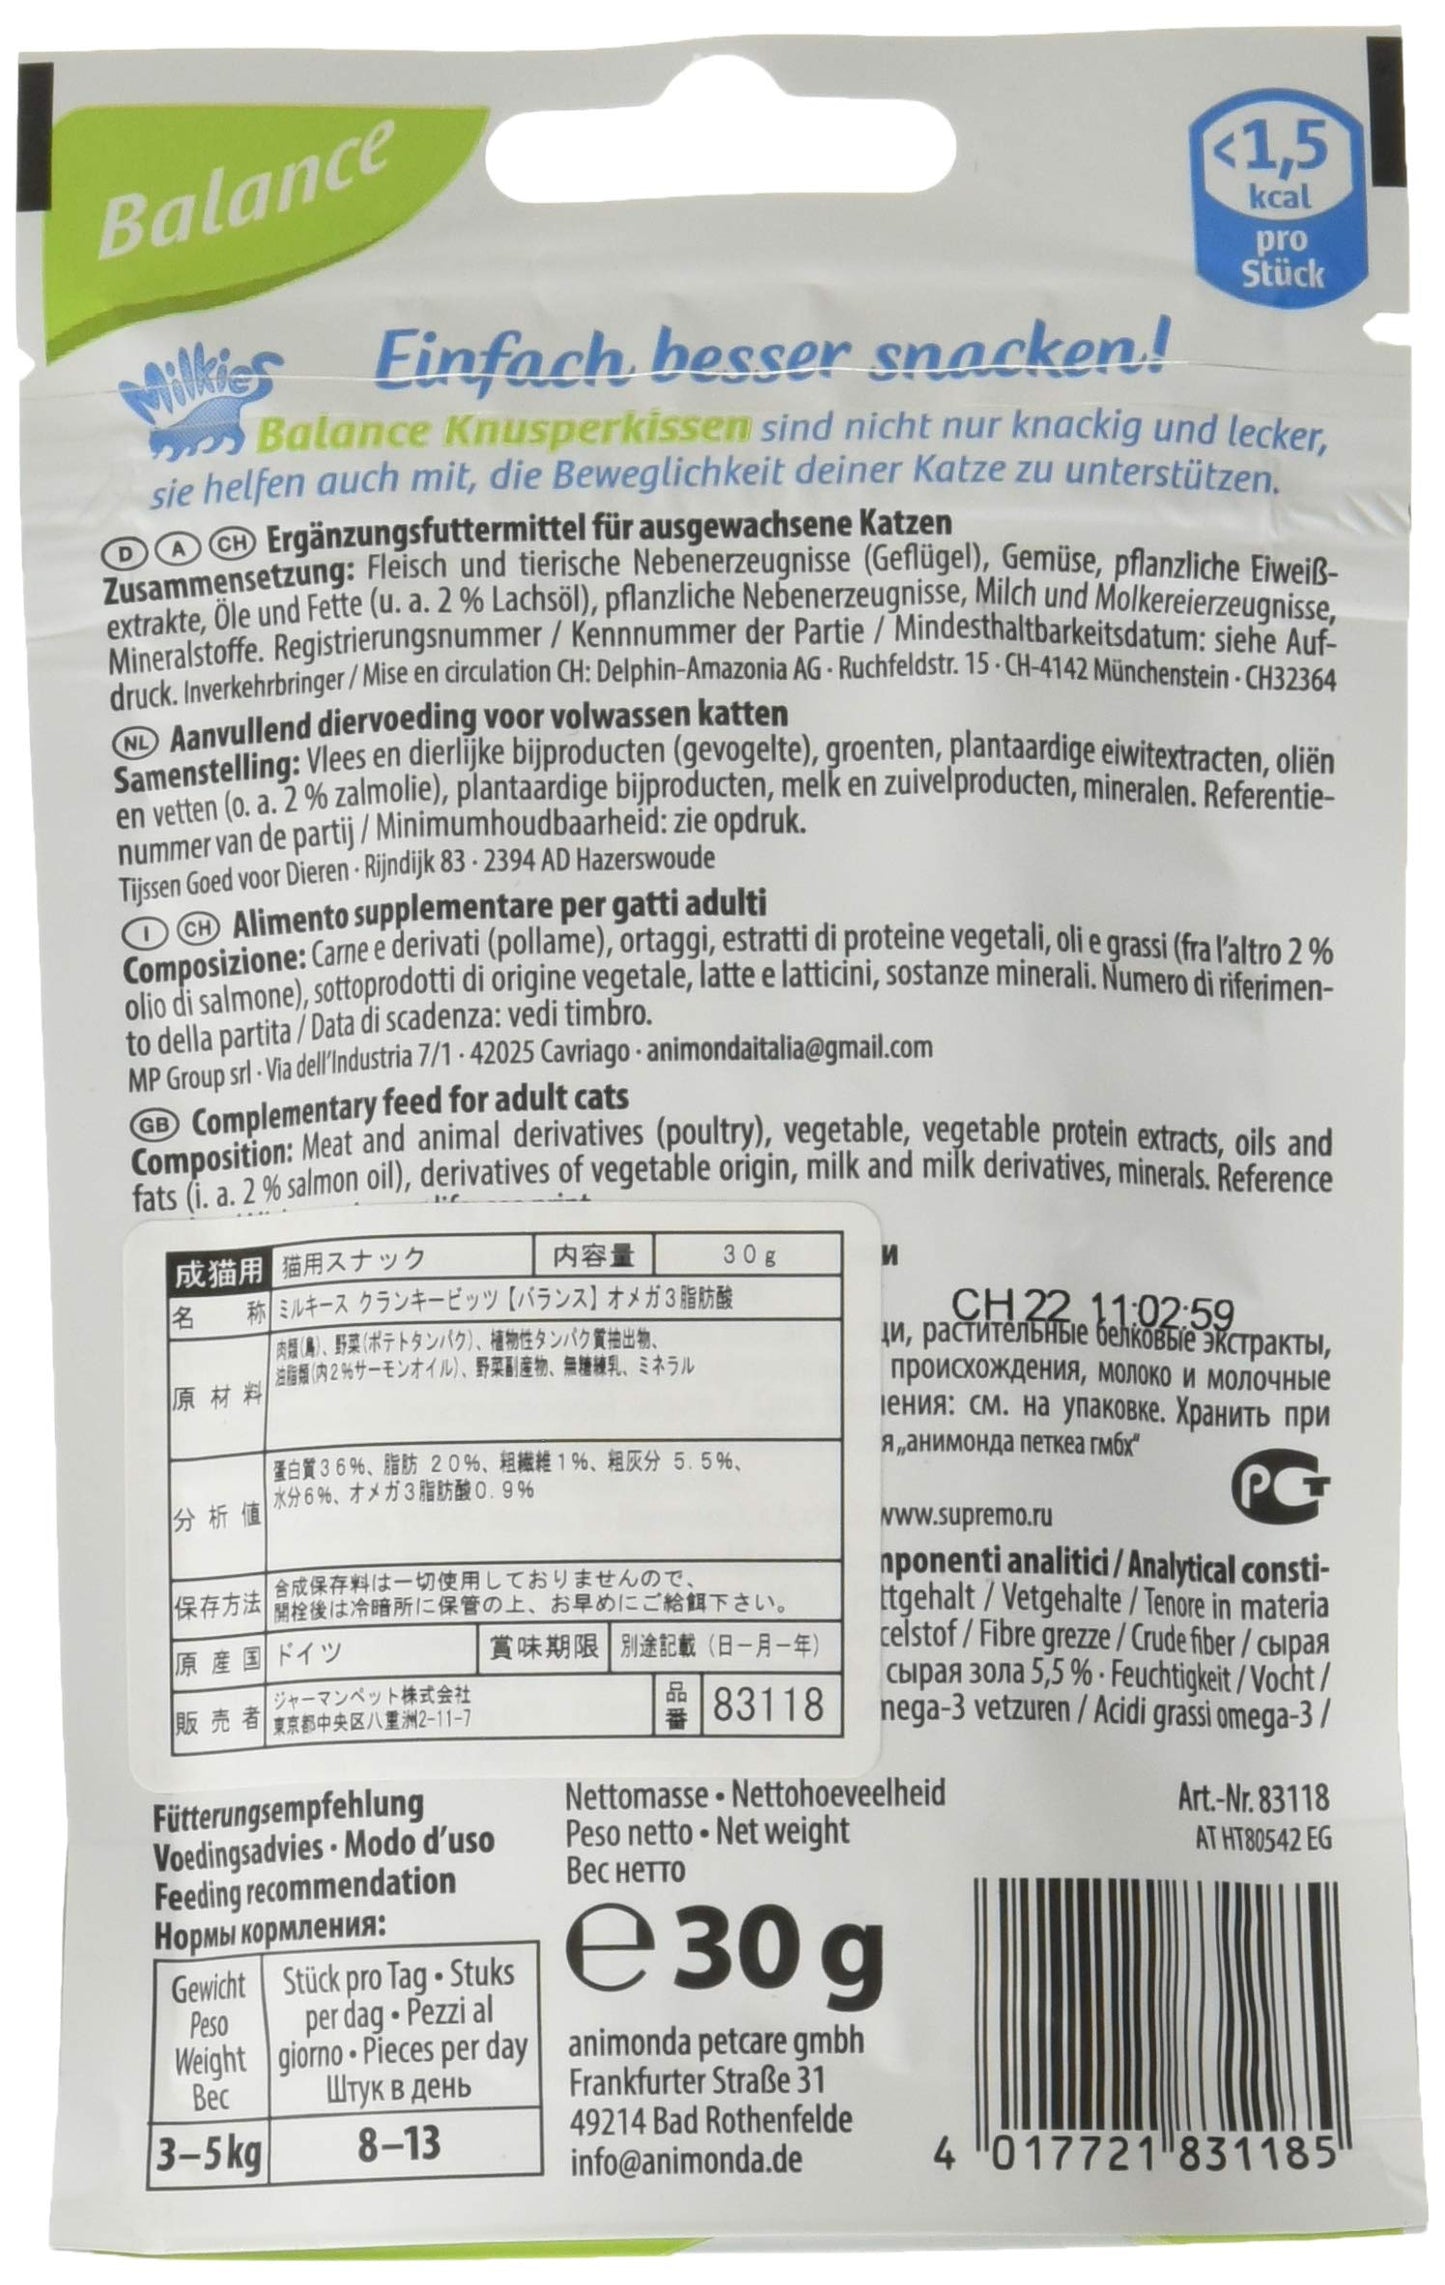 Balance
<1,5
kcal
pro
Stück
Milkies
Einfach besser snacken!
Balance Knusperkissen sind nicht nur knackig und lecker,
sie helfen auch mit, die Beweglichkeit deiner Katze zu unterstützen.
D A CH Ergänzungsfuttermittel für ausgewachsene Katzen
Zusammensetzung: Fleisch und tierische Nebenerzeugnisse (Geflügel), Gemüse, pflanzliche Eiweiß-
extrakte, Öle und Fette (u. a. 2 % Lachsöl), pflanzliche Nebenerzeugnisse, Milch und Molkereierzeugnisse,
Mineralstoffe. Registrierungsnummer / Kennnummer der Partie / Mindesthaltbarkeitsdatum: siehe Auf-
druck. Inverkehrbringer / Mise en circulation CH: Delphin-Amazonia AG · Ruchfeldstr. 15 · CH-4142 Münchenstein · CH32364
NL Aanvullend diervoeding voor volwassen katten
Samenstelling: Vlees en dierlijke bijproducten (gevogelte), groenten, plantaardige eiwitextracten, oliën
en vetten (o. a. 2 % zalmolie), plantaardige bijproducten, melk en zuivelproducten, mineralen. Referentie-
nummer van de partij / Minimumhoudbaarheid: zie opdruk.
Tijssen Goed voor Dieren · Rijndijk 83 · 2394 AD Hazerswoude
I CH Alimento supplementare per gatti adulti
Composizione: Carne e derivati (pollame), ortaggi, estratti di proteine vegetali, oli e grassi (fra l'altro 2 %
olio di salmone), sottoprodotti di origine vegetale, latte e latticini, sostanze minerali. Numero di riferimen-
to della partita / Data di scadenza: vedi timbro.
MP Group srl · Via dell'Industria 7/1 · 42025 Cavriago · animondaitalia@gmail.com
GB Complementary feed for adult cats
Composition: Meat and animal derivatives (poultry), vegetable, vegetable protein extracts, oils and
fats (i. a. 2 % salmon oil), derivatives of vegetable origin, milk and milk derivatives, minerals. Reference
成猫用 猫用スナック 内容量 30g
名称 ミルキース クランキービッツ【バランス】オメガ3脂肪酸
原材料 肉類(鳥)、野菜(ポテトタンパク)、植物性タンパク質抽出物、
油脂類(内2%サーモンオイル)、野菜副産物、無糖練乳、ミネラル
分析値 蛋白質36%、脂肪 20%、粗繊維1%、粗灰分 5.5%、
水分6%、オメガ3脂肪酸0.9%
保存方法 合成保存料は一切使用しておりませんので、
開栓後は冷暗所に保管の上、お早めにご給餌下さい。
原産国 ドイツ 賞味期限 別途記載(日-月-年)
販売者 ジャーマンペット株式会社
東京都中央区八重洲2-11-7
品番 83118
и
CH 22 11:02:59
ци, растительные белковые экстракты,
происхождения, молоко и молочные
ения: см. на упаковке. Хранить при
я „анимонда петкеа гмбх“
РСТ
www.supremo.ru
mponenti analitici / Analytical consti-
ttgehalt / Vetgehalte / Tenore in materia
celstof / Fibre grezze / Crude fiber / сырая
сырая зола 5,5 % · Feuchtigkeit / Vocht /
mega-3 vetzuren / Acidi grassi omega-3 /
Fütterungsempfehlung
Voedingsadvies · Modo d'uso
Feeding recommendation
Нормы кормления:
Gewicht
Peso
Weight
Вес
Stück pro Tag • Stuks
per dag • Pezzi al
giorno • Pieces per day
Штук в день
3–5 kg 8–13
Nettomasse • Nettohoeveelheid
Peso netto • Net weight
Вес нетто
℮ 30 g
animonda petcare gmbh
Frankfurter Straße 31
49214 Bad Rothenfelde
info@animonda.de
Art.-Nr. 83118
AT HT80542 EG
4 017721 831185